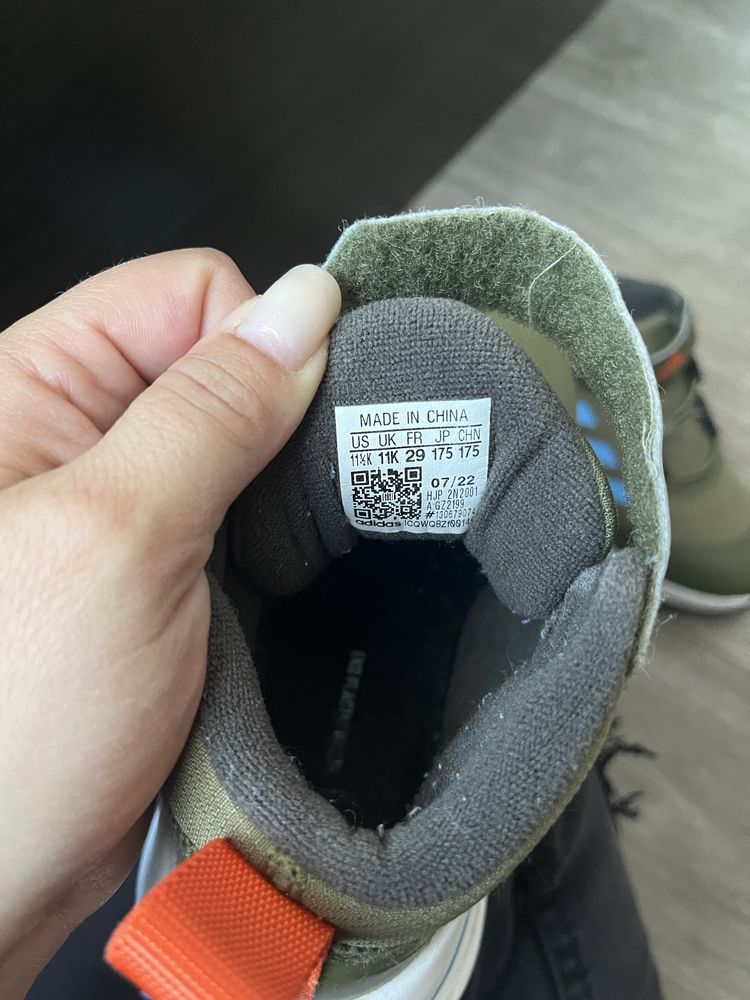 MADE IN CHINA
US UK FR JP CHN
11½K 11K 29 175 175
07/22
HJP 2N2001
A:GZ2199
#13067907
adidas